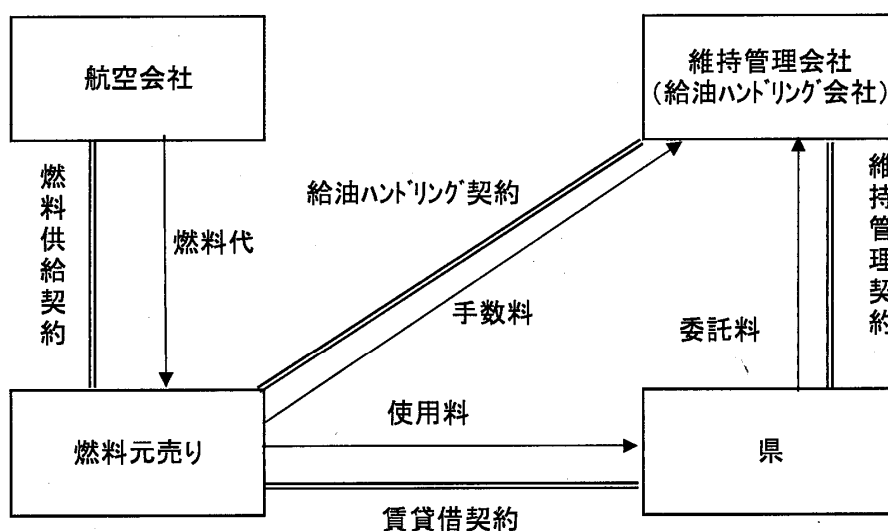 航空会社
維持管理会社
(給油ハンドリング会社)
燃料供給契約
燃料代
給油ハンドリング契約
手数料
委託料
維持管理契約
燃料元売り
使用料
県
賃貸借契約